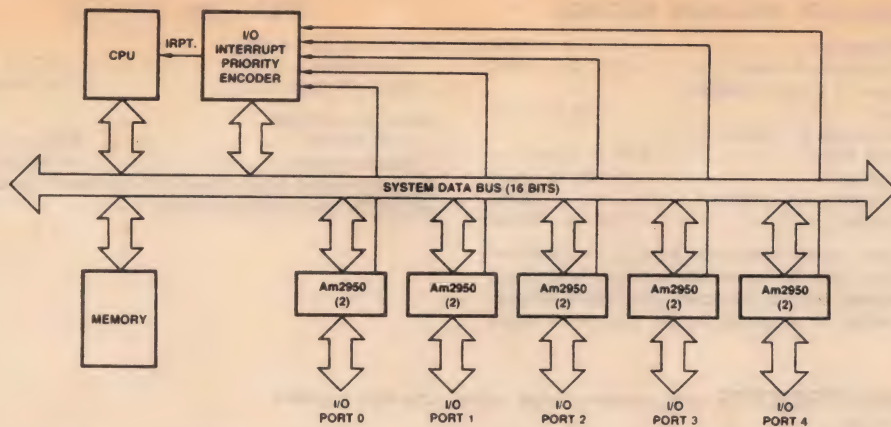 CPU
IRPT.
I/O
INTERRUPT
PRIORITY
ENCODER
SYSTEM DATA BUS (16 BITS)
MEMORY
Am2950
(2)
Am2950
(2)
Am2950
(2)
Am2950
(2)
Am2950
(2)
I/O
PORT 0
I/O
PORT 1
I/O
PORT 2
I/O
PORT 3
I/O
PORT 4